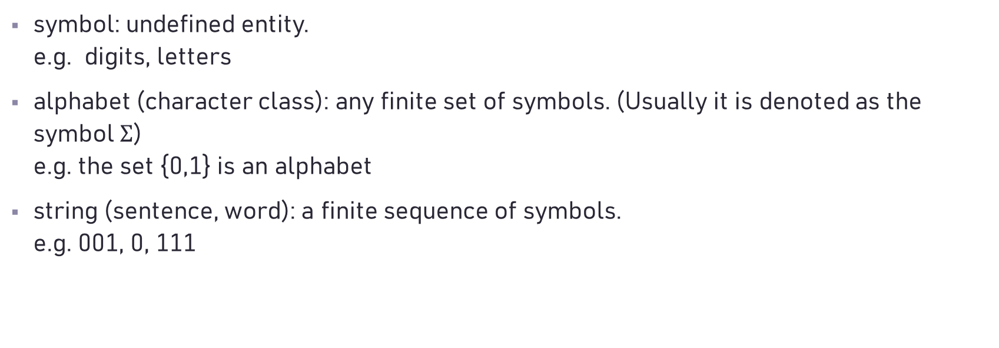 ▪ symbol: undefined entity.
e.g. digits, letters
▪ alphabet (character class): any finite set of symbols. (Usually it is denoted as the
symbol Σ)
e.g. the set {0,1} is an alphabet
▪ string (sentence, word): a finite sequence of symbols.
e.g. 001, 0, 111